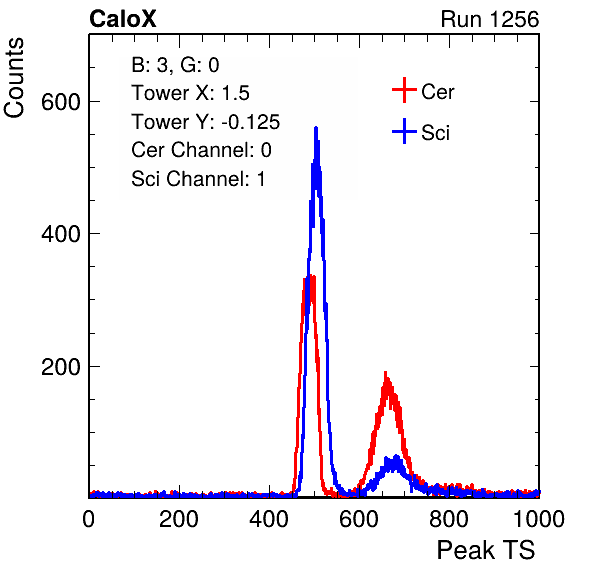 CaloX Run 1256
Counts
B: 3, G: 0
Tower X: 1.5
Tower Y: -0.125
Cer Channel: 0
Sci Channel: 1
Cer
Sci
600
400
200
0 200 400 600 800 1000
Peak TS